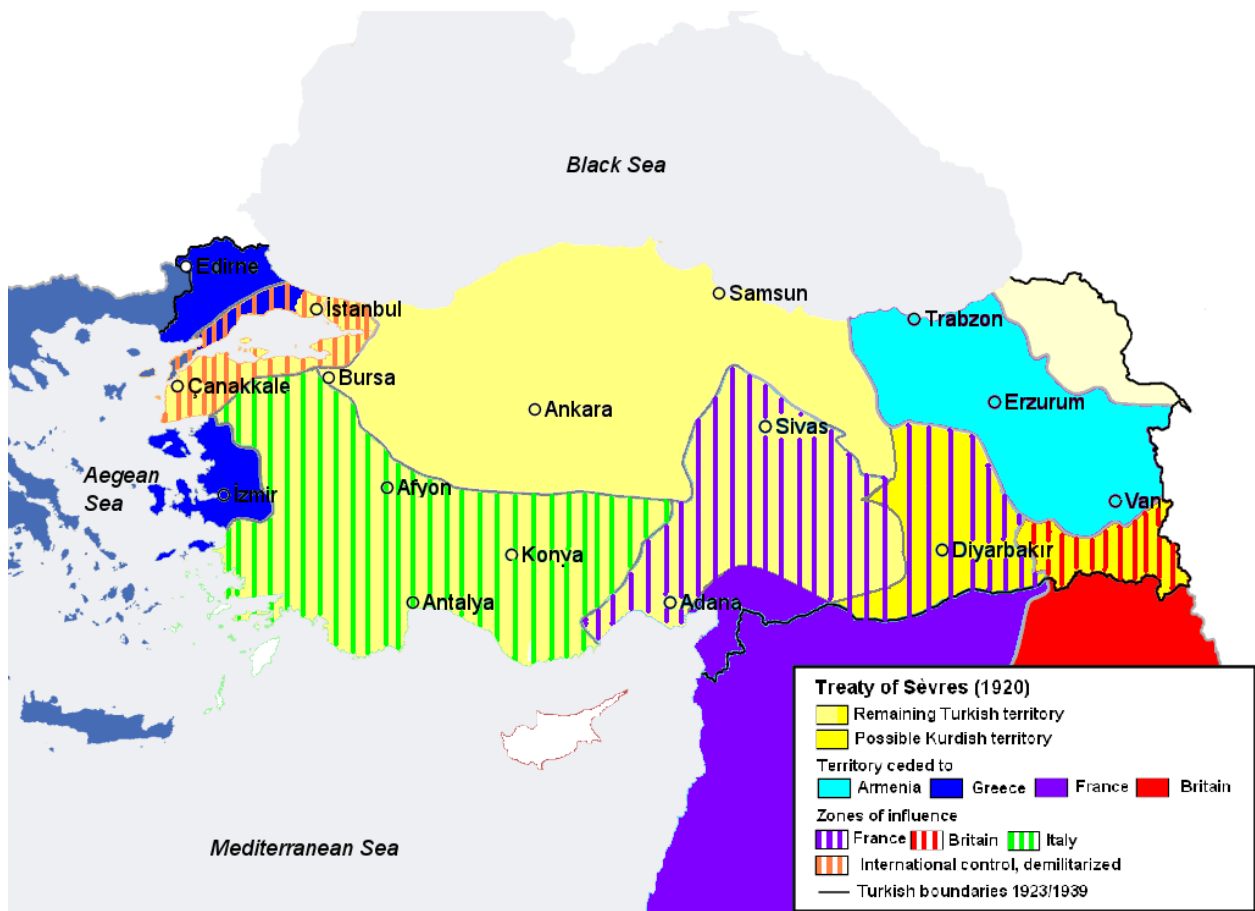 Black Sea
Edirne
İstanbul
Samsun
Trabzon
Çanakkale
Bursa
Ankara
Erzurum
Sivas
Aegean
Sea
İzmir
Afyon
Van
Konya
Diyarbakır
Antalya
Adana
Mediterranean Sea
Treaty of Sèvres (1920)
Remaining Turkish territory
Possible Kurdish territory
Territory ceded to
Armenia Greece France Britain
Zones of influence
France Britain Italy
International control, demilitarized
Turkish boundaries 1923/1939